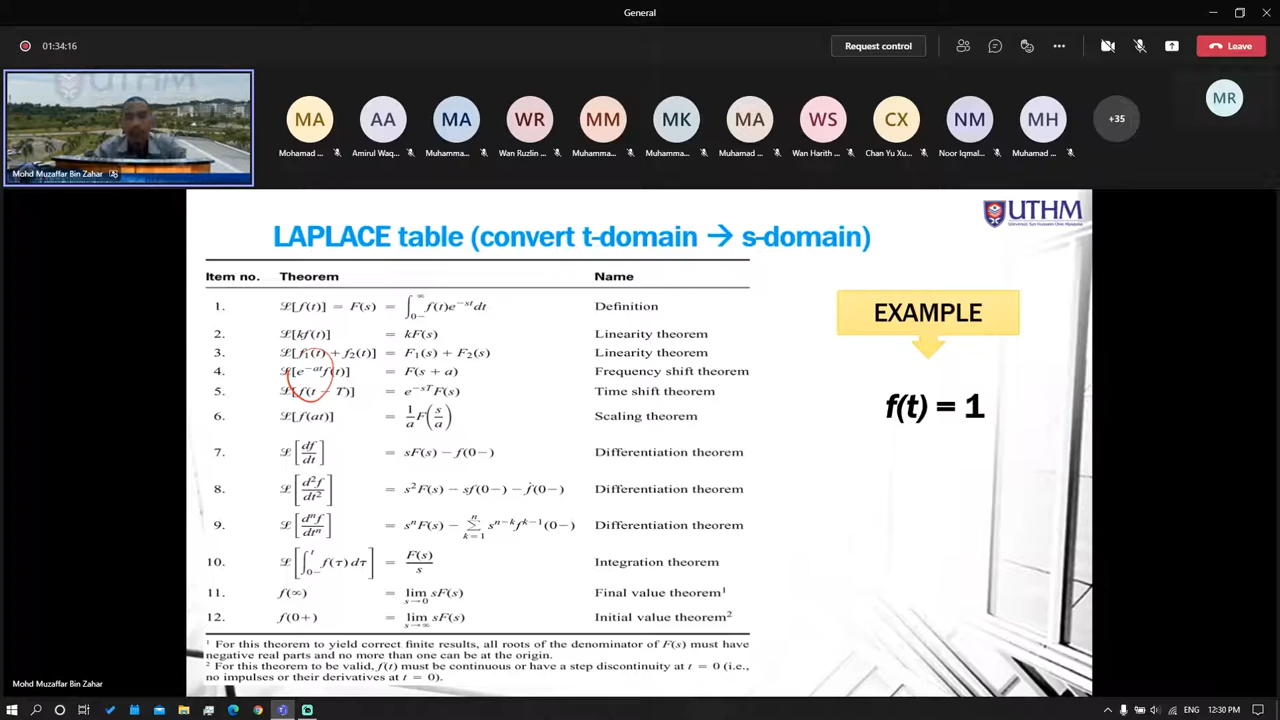 General
01:34:16
Request control
Leave
UTHM
MA
AA
MA
WR
MM
MK
MA
WS
CX
NM
MH
+35
MR
Mohd Muzaffar Bin Zahar
Mohamad ...
Amirul Waq...
Muhamma...
Wan Ruzlin ...
Muhamma...
Muhamma...
Muhamad ...
Wan Harith ...
Chan Yu Xu...
Noor Iqmal...
Muhamad ...
UTHM
LAPLACE table (convert t-domain → s-domain)
Item no. Theorem Name
1. ℒ[f(t)] = F(s) = ∫₀₋^∞ f(t)e^−st dt Definition
2. ℒ[kf(t)] = kF(s) Linearity theorem
3. ℒ[f₁(t) + f₂(t)] = F₁(s) + F₂(s) Linearity theorem
4. ℒ[e^−at f(t)] = F(s + a) Frequency shift theorem
5. ℒ[f(t − T)] = e^−sT F(s) Time shift theorem
6. ℒ[f(at)] = 1/a F(s/a) Scaling theorem
7. ℒ[df/dt] = sF(s) − f(0−) Differentiation theorem
8. ℒ[d²f/dt²] = s²F(s) − sf(0−) − ḟ(0−) Differentiation theorem
9. ℒ[dⁿf/dtⁿ] = sⁿF(s) − Σ_{k=1}^{n} s^{n−k} f^{k−1}(0−) Differentiation theorem
10. ℒ[∫₀₋^t f(τ) dτ] = F(s)/s Integration theorem
11. f(∞) = lim_{s→0} sF(s) Final value theorem¹
12. f(0+) = lim_{s→∞} sF(s) Initial value theorem²
¹ For this theorem to yield correct finite results, all roots of the denominator of F(s) must have
negative real parts and no more than one can be at the origin.
² For this theorem to be valid, f(t) must be continuous or have a step discontinuity at t = 0 (i.e.,
no impulses or their derivatives at t = 0).
EXAMPLE
f(t) = 1
Mohd Muzaffar Bin Zahar
ENG 12:30 PM